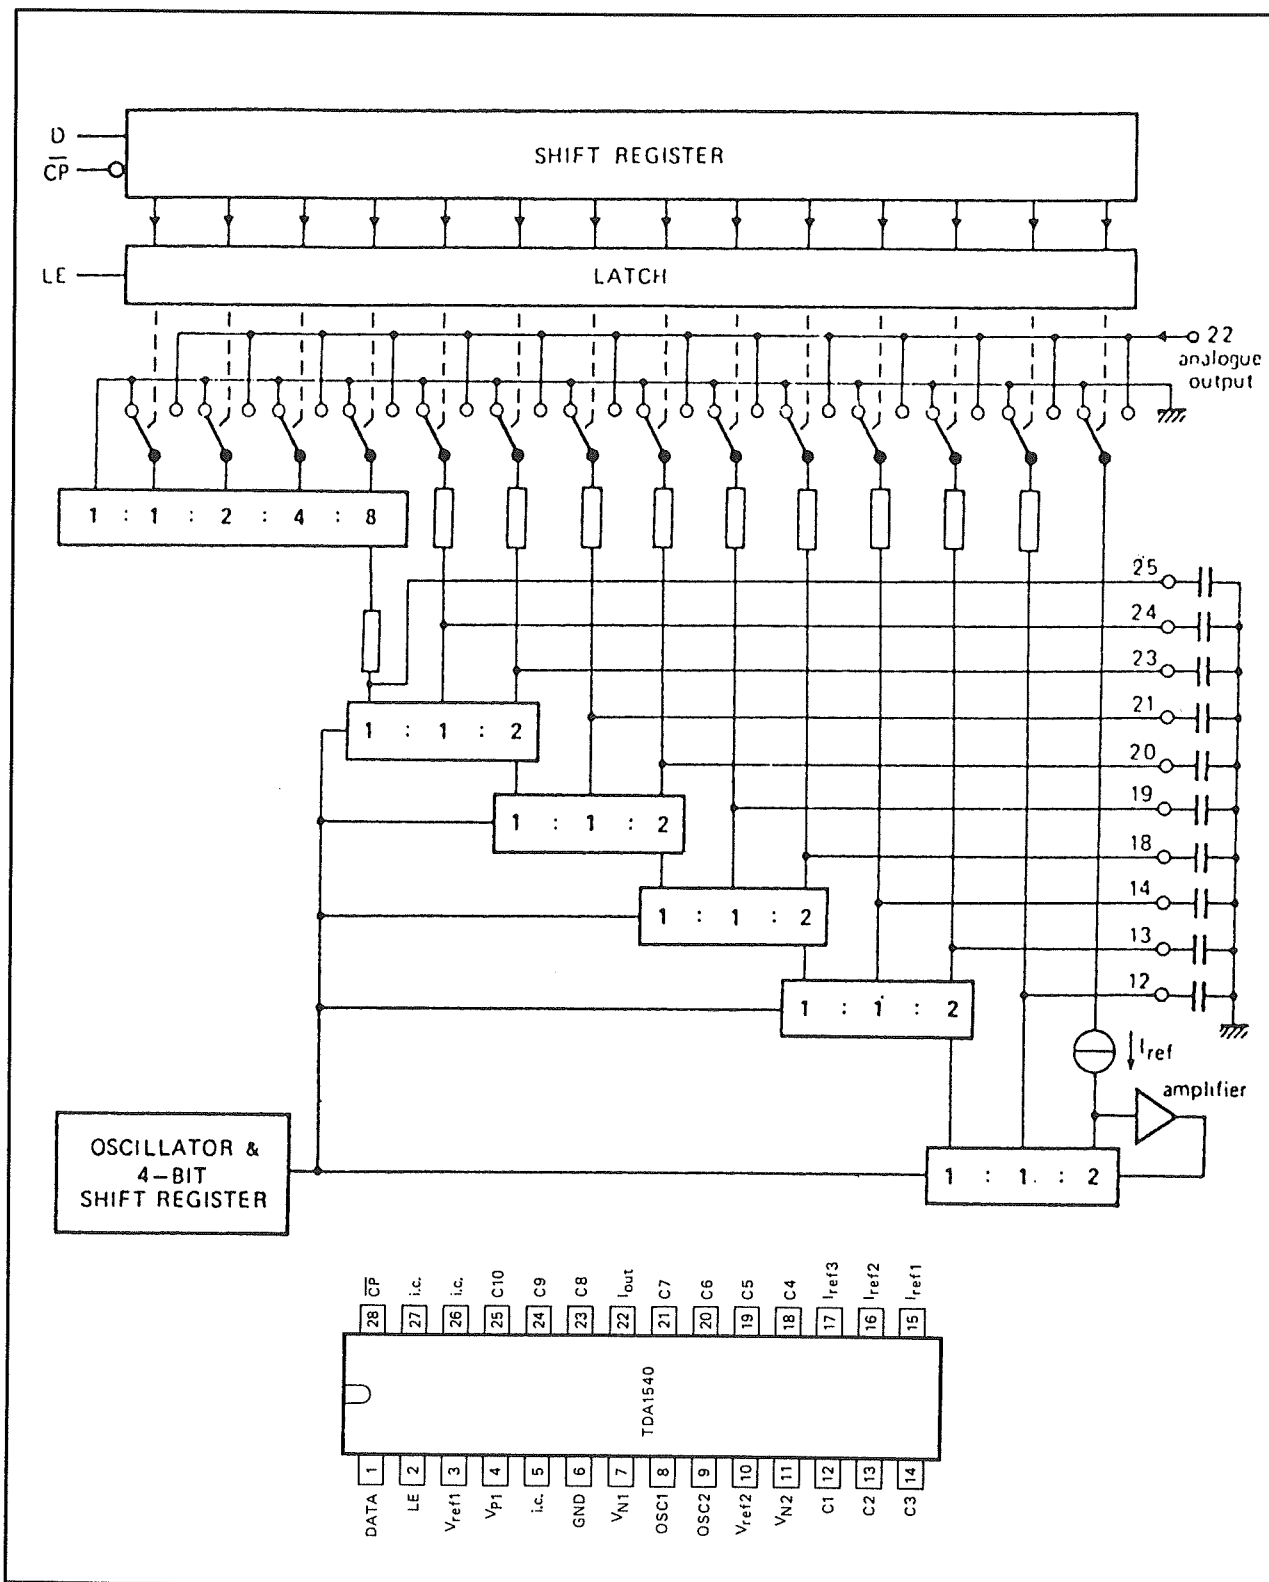 D
SHIFT REGISTER
CP
LE
LATCH
22
analogue
output
1 : 1 : 2 : 4 : 8
25
24
23
21
1 : 1 : 2
20
19
1 : 1 : 2
18
14
1 : 1 : 2
13
12
1 : 1 : 2
Iref
amplifier
OSCILLATOR &
4-BIT
SHIFT REGISTER
1 : 1 : 2
CP i.c. i.c. C10 C9 C8 Iout C7 C6 C5 C4 Iref3 Iref2 Iref1
28 27 26 25 24 23 22 21 20 19 18 17 16 15
TDA1540
1 2 3 4 5 6 7 8 9 10 11 12 13 14
DATA LE Vref1 VP1 i.c. GND VN1 OSC1 OSC2 Vref2 VN2 C1 C2 C3